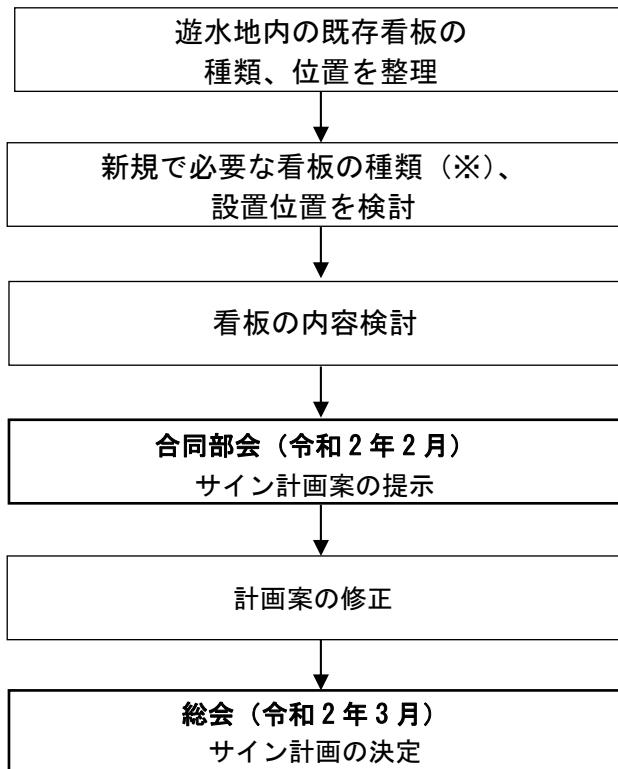 遊水地内の既存看板の
種類、位置を整理
新規で必要な看板の種類（※）、
設置位置を検討
看板の内容検討
合同部会（令和２年２月）
サイン計画案の提示
計画案の修正
総会（令和２年３月）
サイン計画の決定